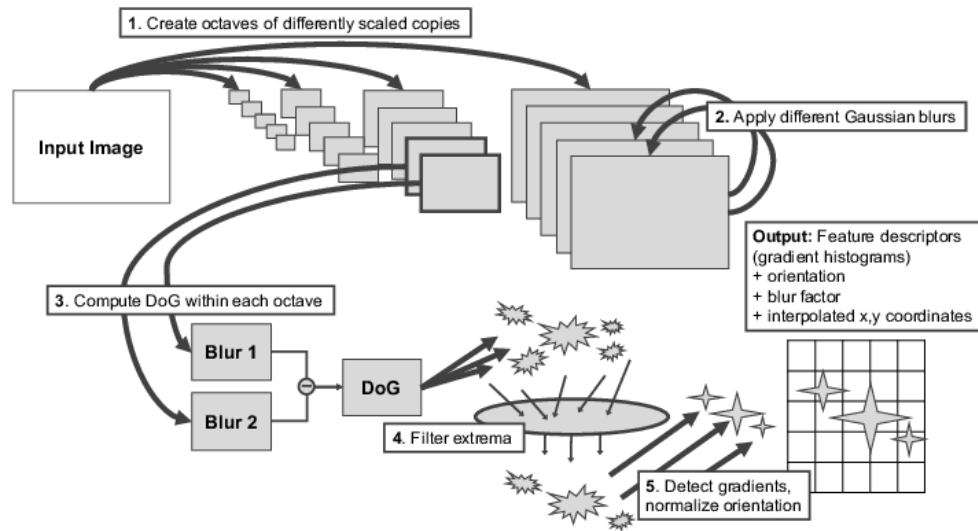 1. Create octaves of differently scaled copies
Input Image
2. Apply different Gaussian blurs
Output: Feature descriptors
(gradient histograms)
+ orientation
+ blur factor
+ interpolated x,y coordinates
3. Compute DoG within each octave
Blur 1
DoG
Blur 2
4. Filter extrema
5. Detect gradients,
normalize orientation